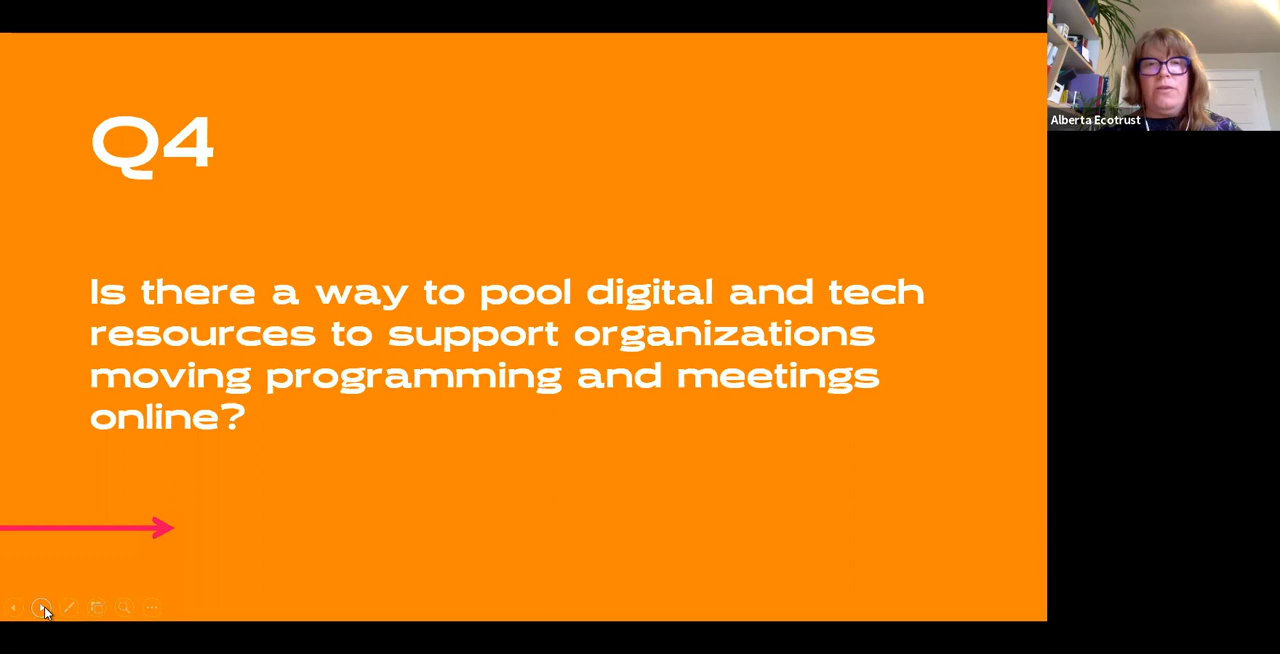 Q4
Is there a way to pool digital and tech
resources to support organizations
moving programming and meetings
online?
Alberta Ecotrust